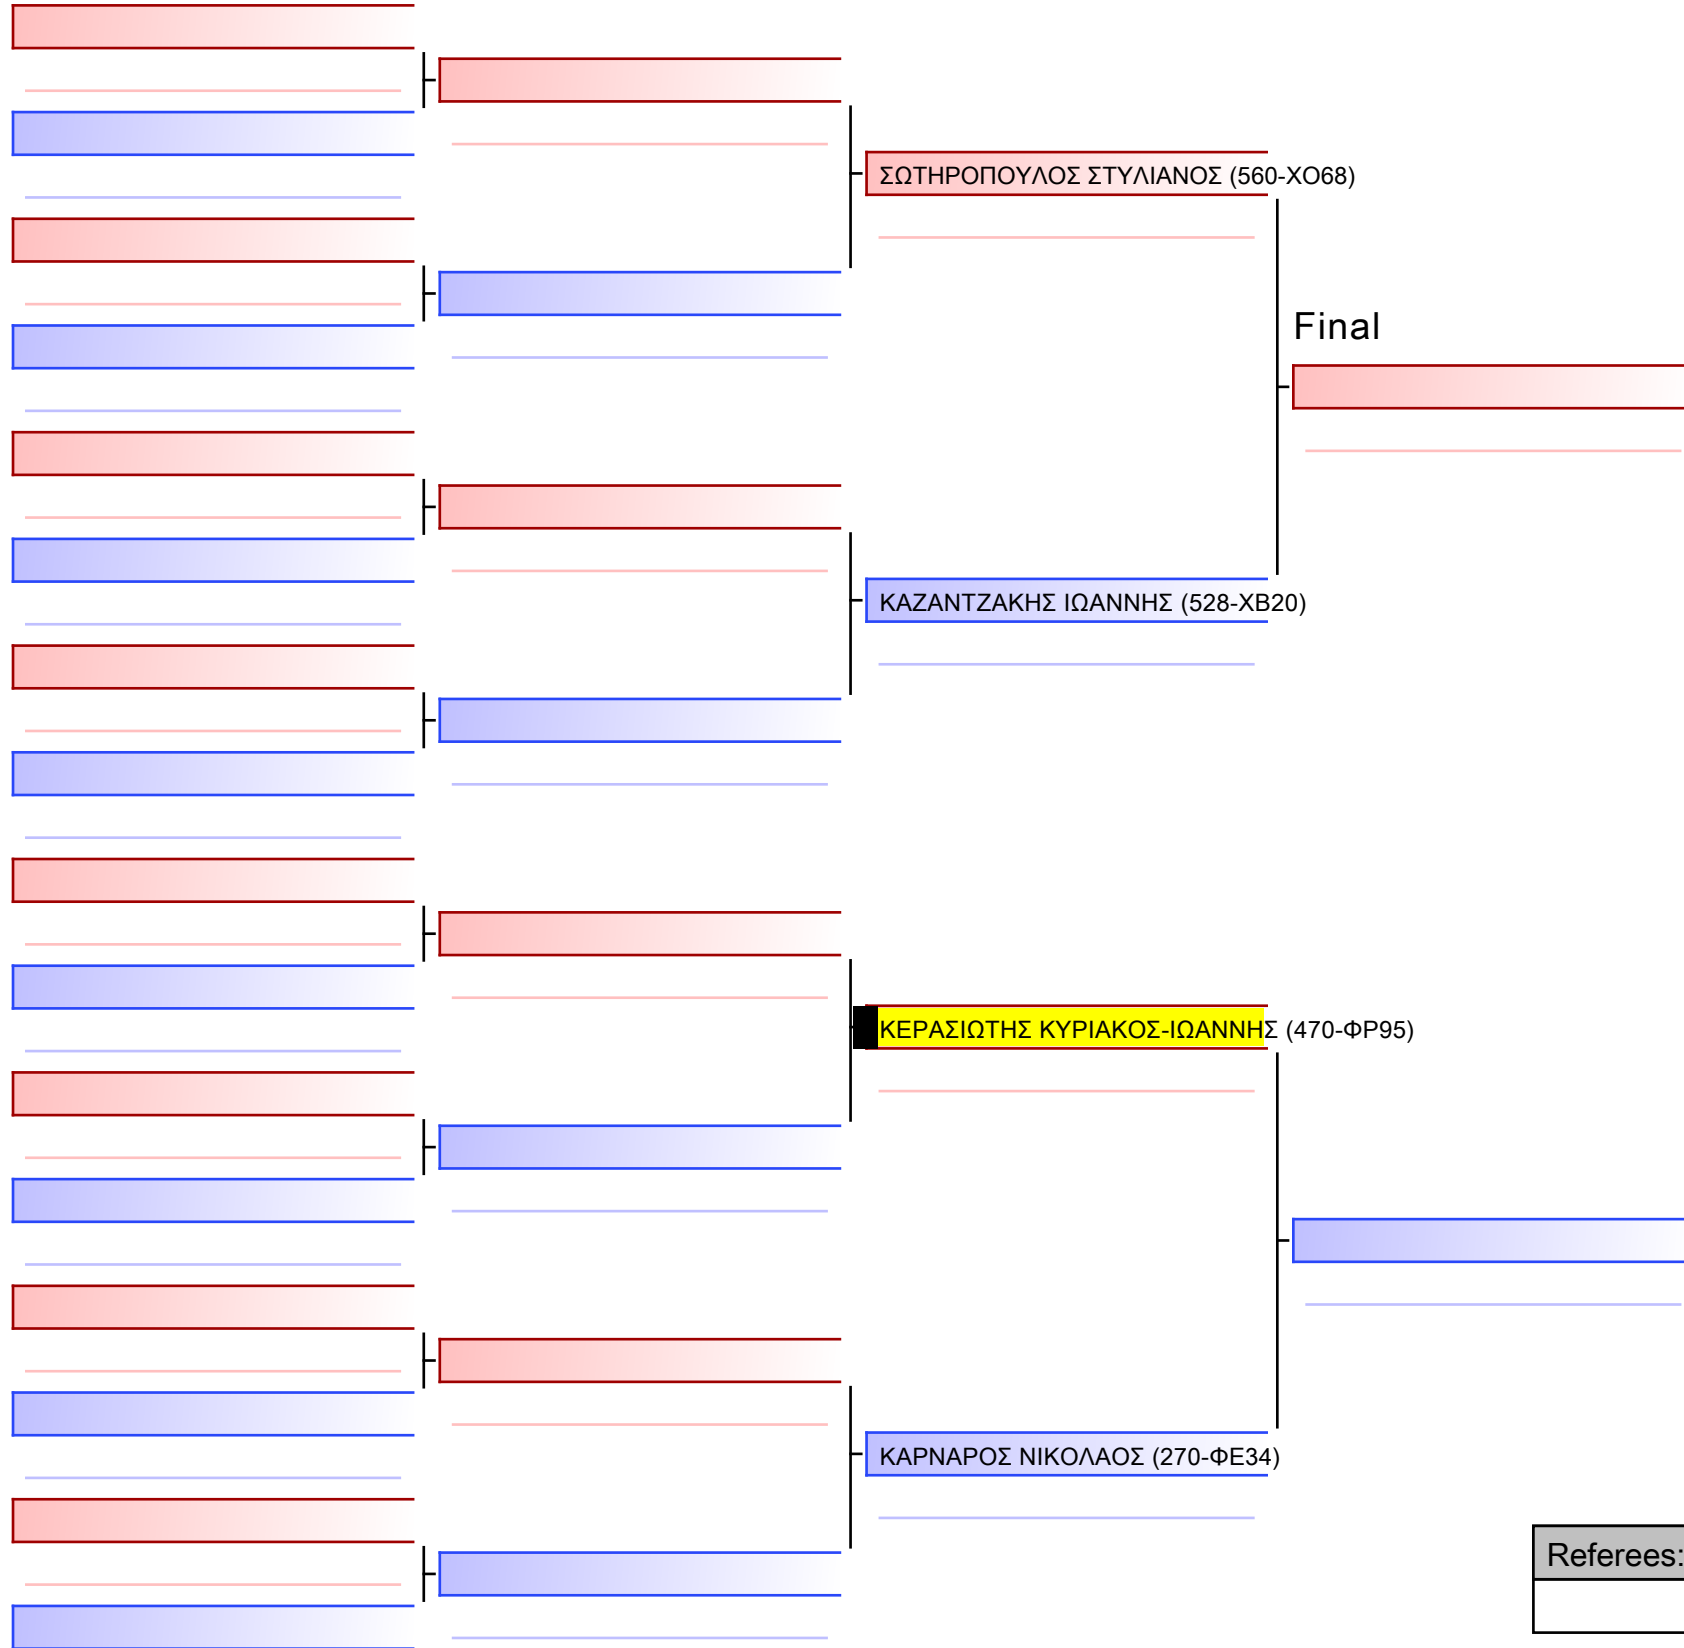 ΣΩΤΗΡΟΠΟΥΛΟΣ ΣΤΥΛΙΑΝΟΣ (560-ΧΟ68)
Final
ΚΑΖΑΝΤΖΑΚΗΣ ΙΩΑΝΝΗΣ (528-ΧΒ20)
ΚΕΡΑΣΙΩΤΗΣ ΚΥΡΙΑΚΟΣ-ΙΩΑΝΝΗΣ (470-ΦΡ95)
ΚΑΡΝΑΡΟΣ ΝΙΚΟΛΑΟΣ (270-ΦΕ34)
Referees: